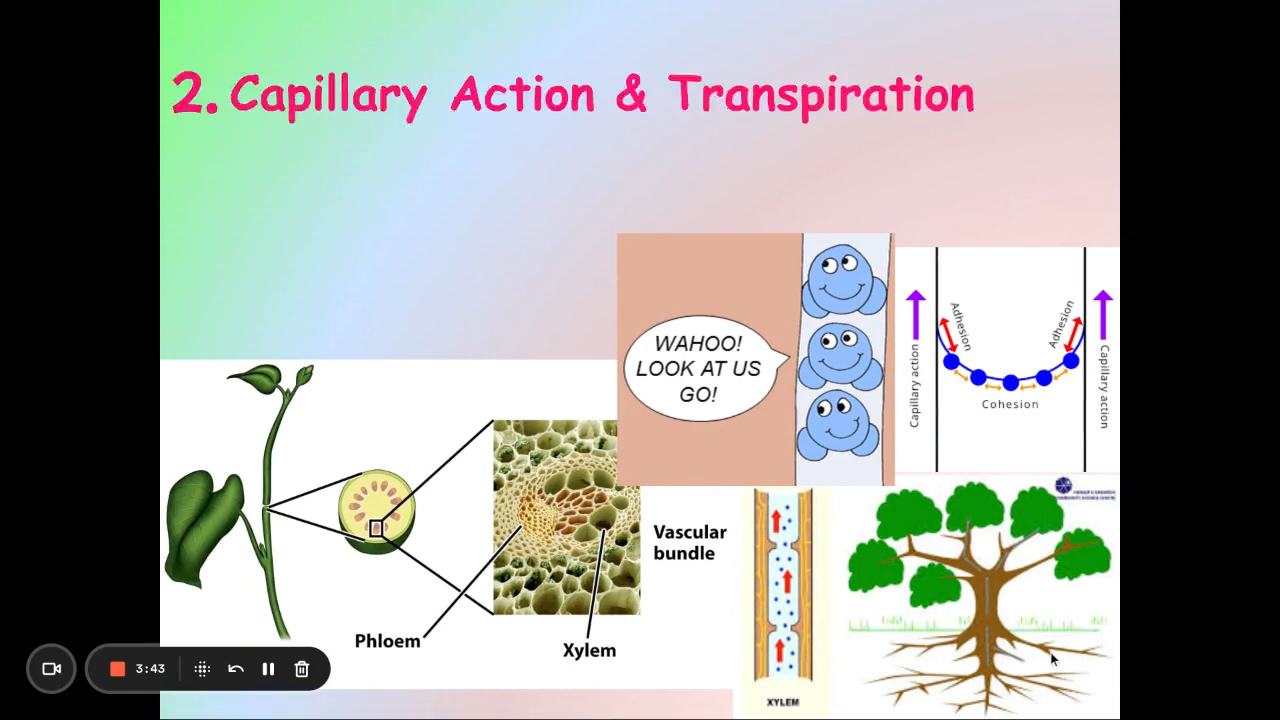 2. Capillary Action & Transpiration
WAHOO!
LOOK AT US
GO!
Adhesion
Adhesion
Capillary action
Capillary action
Cohesion
Vascular
bundle
Phloem
Xylem
XYLEM
3:43